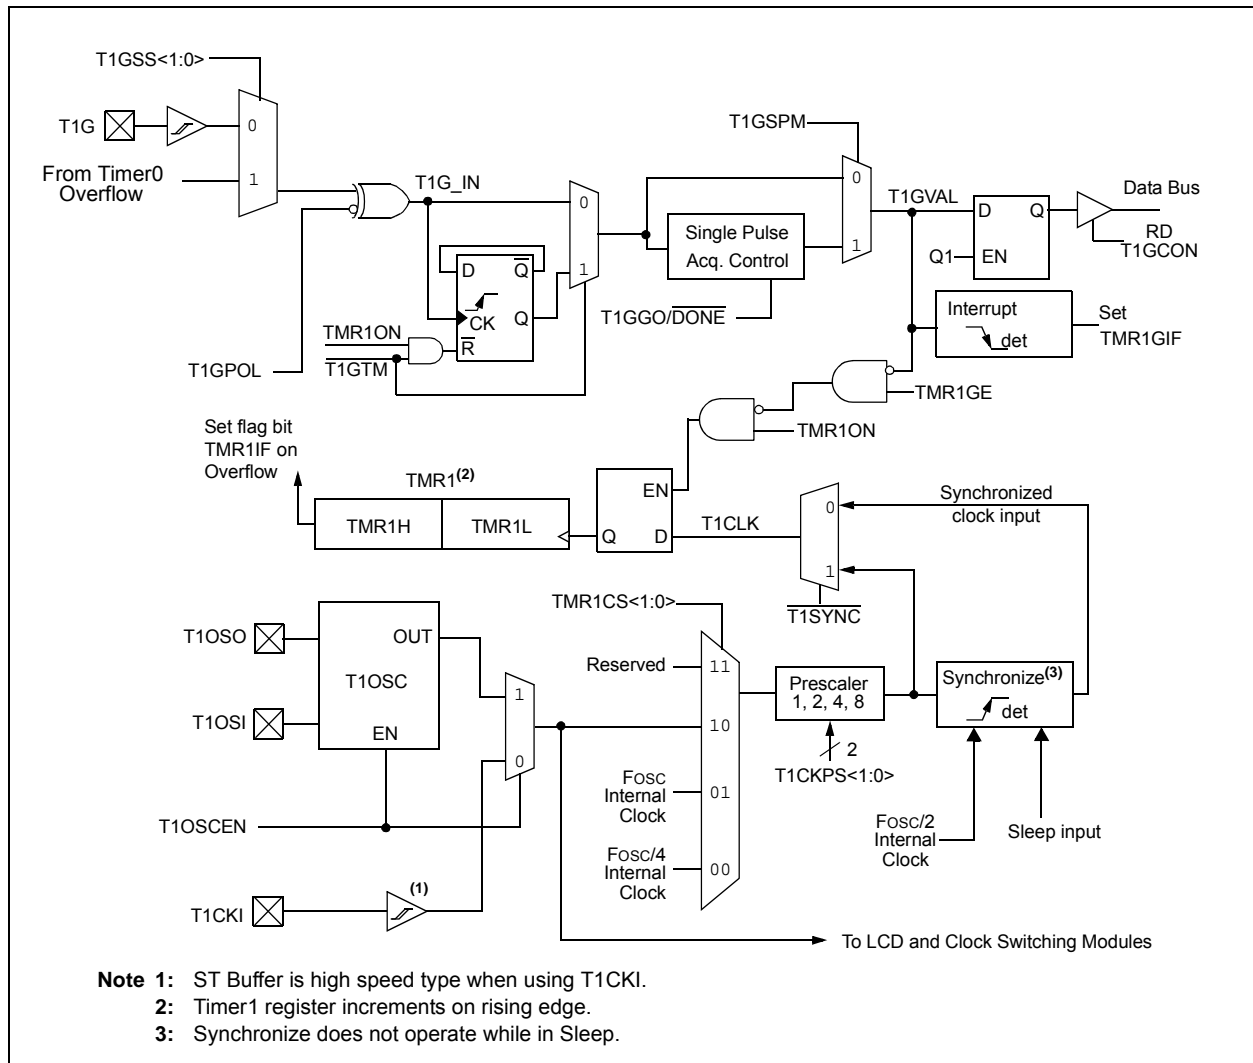 T1GSS<1:0>
T1G
0
From Timer0
Overflow
1
T1G_IN
T1GPOL
D
Q
CK
Q
R
TMR1ON
T1GTM
0
1
Single Pulse
Acq. Control
T1GGO/DONE
T1GSPM
0
1
T1GVAL
D
Q
Q1
EN
Data Bus
RD
T1GCON
Interrupt
det
Set
TMR1GIF
TMR1GE
TMR1ON
Set flag bit
TMR1IF on
Overflow
TMR1(2)
TMR1H
TMR1L
EN
Q
D
T1CLK
0
1
T1SYNC
Synchronized
clock input
T1OSO
T1OSI
OUT
T1OSC
EN
1
0
T1OSCEN
T1CKI
(1)
TMR1CS<1:0>
Reserved
11
10
FOSC
Internal
Clock
01
FOSC/4
Internal
Clock
00
Prescaler
1, 2, 4, 8
2
T1CKPS<1:0>
Synchronize(3)
det
FOSC/2
Internal
Clock
Sleep input
To LCD and Clock Switching Modules
Note 1: ST Buffer is high speed type when using T1CKI.
2: Timer1 register increments on rising edge.
3: Synchronize does not operate while in Sleep.